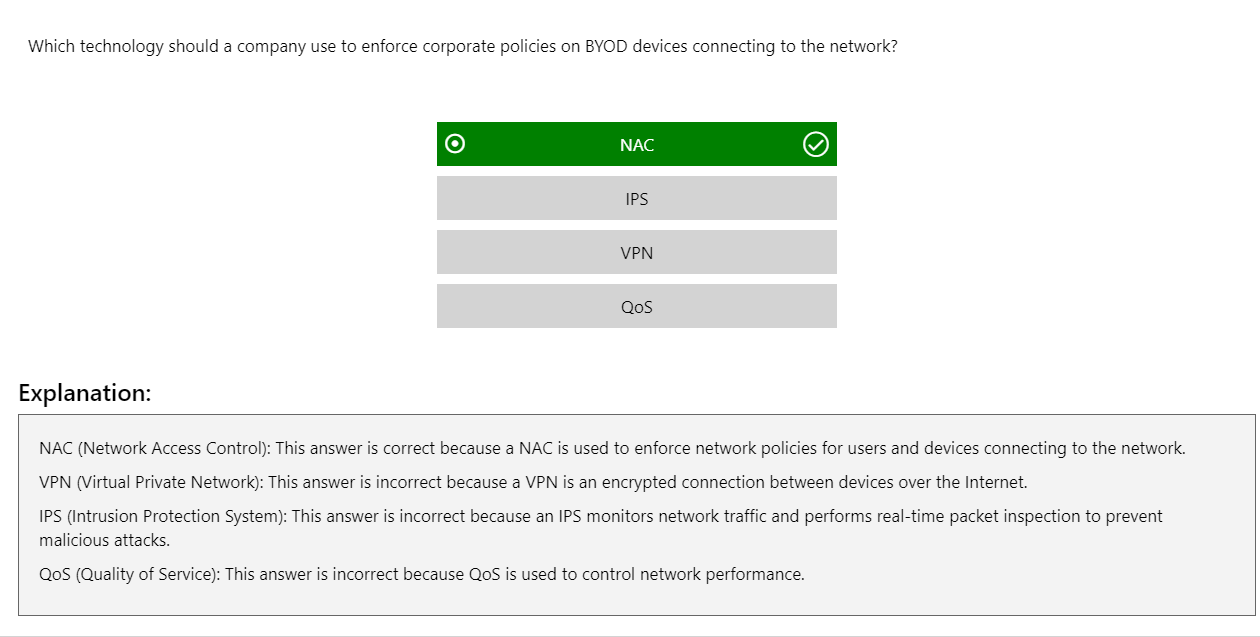 Which technology should a company use to enforce corporate policies on BYOD devices connecting to the network?
NAC
IPS
VPN
QoS
Explanation:
NAC (Network Access Control): This answer is correct because a NAC is used to enforce network policies for users and devices connecting to the network.
VPN (Virtual Private Network): This answer is incorrect because a VPN is an encrypted connection between devices over the Internet.
IPS (Intrusion Protection System): This answer is incorrect because an IPS monitors network traffic and performs real-time packet inspection to prevent
malicious attacks.
QoS (Quality of Service): This answer is incorrect because QoS is used to control network performance.